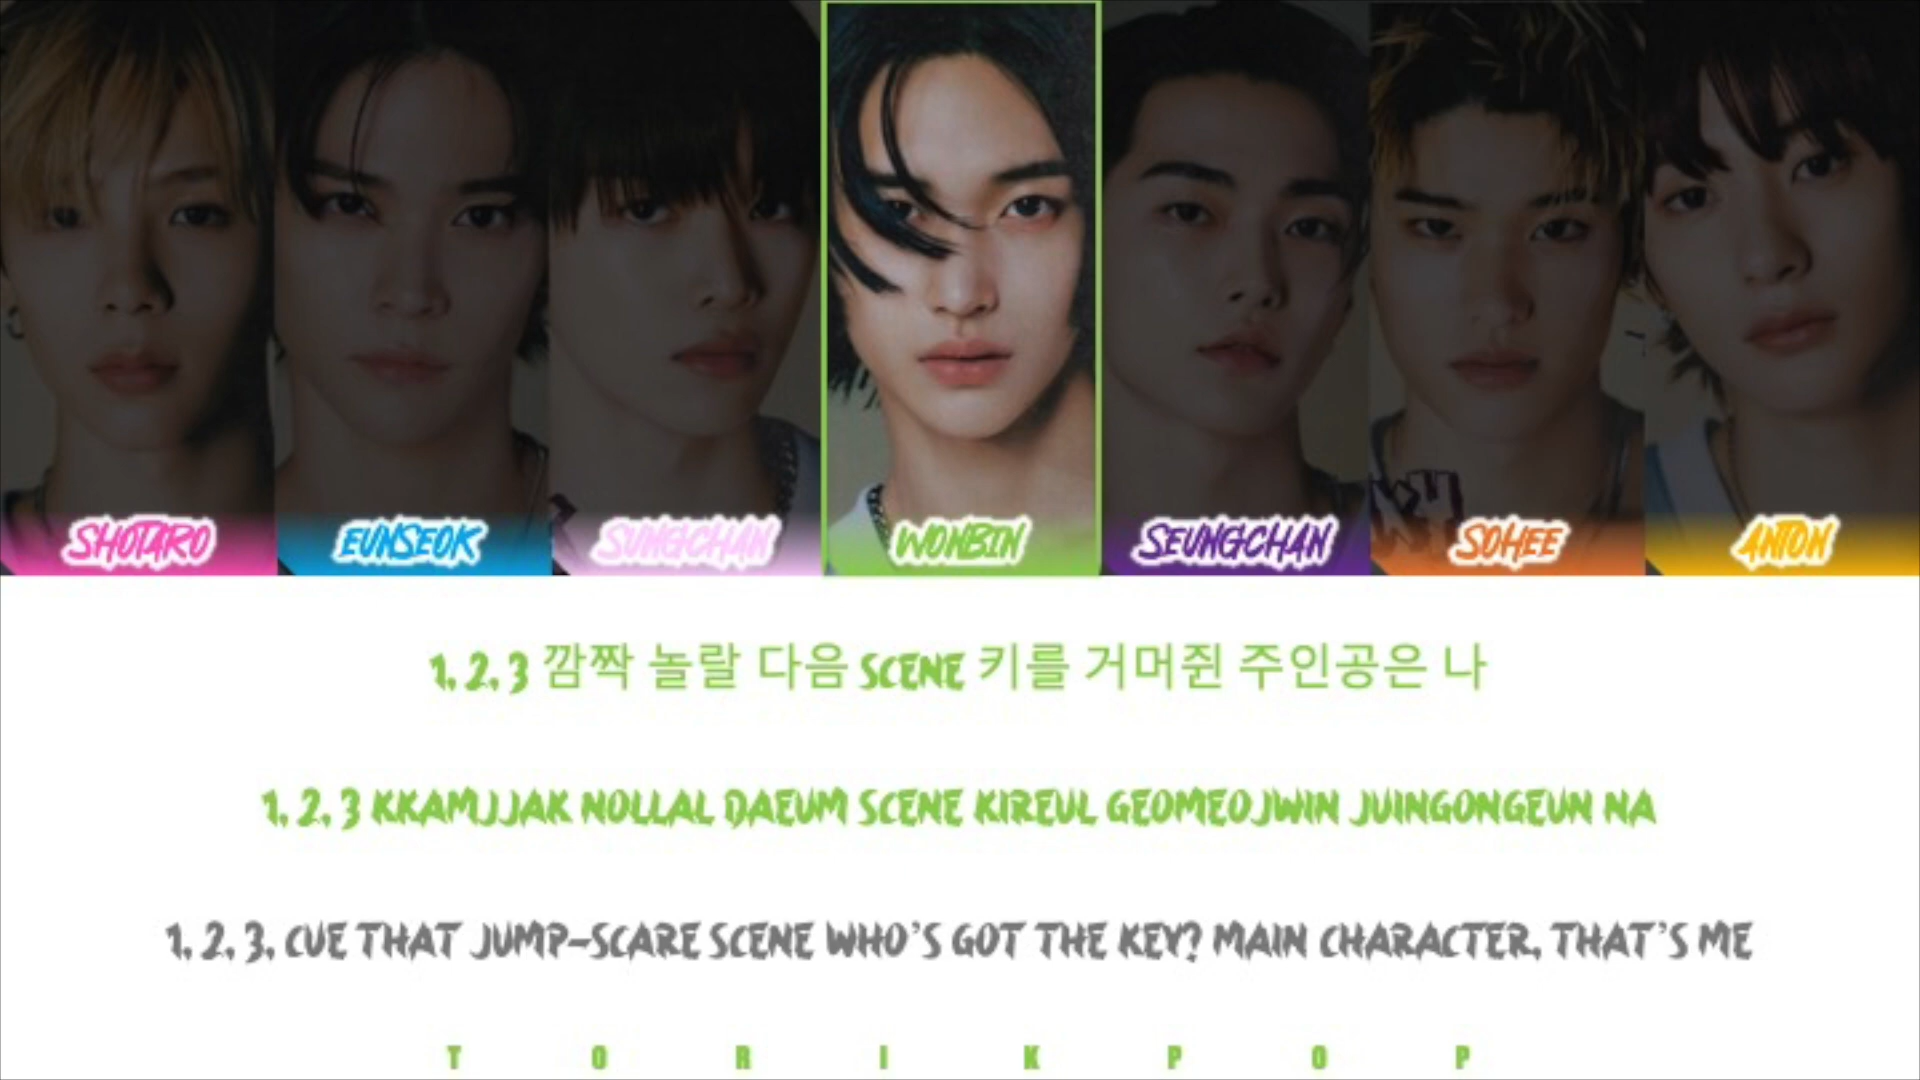 SHOTARO EUNSEOK SUNGCHAN WONBIN SEUNGCHAN SOHEE ANTON
1, 2, 3 깜짝 놀랄 다음 SCENE 키를 거머쥔 주인공은 나
1, 2, 3 KKAMJJAK NOLLAL DAEUM SCENE KIREUL GEOMEOJWIN JUINGONGEUN NA
1, 2, 3, CUE THAT JUMP-SCARE SCENE WHO'S GOT THE KEY? MAIN CHARACTER, THAT'S ME
T O R I K P O P